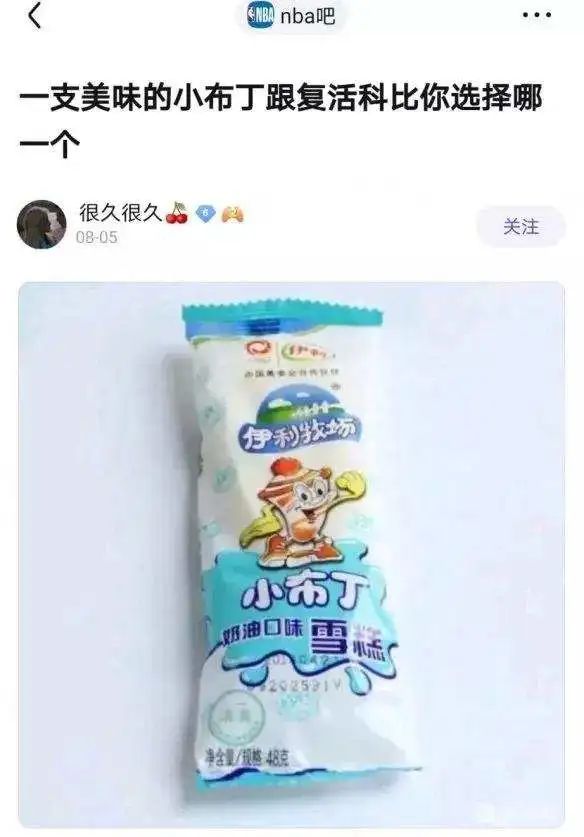 nba吧
一支美味的小布丁跟复活科比你选择哪
一个
很久很久
08-05
关注
伊利
伊利牧场
小布丁
奶油口味 雪糕
净含量/规格 48克